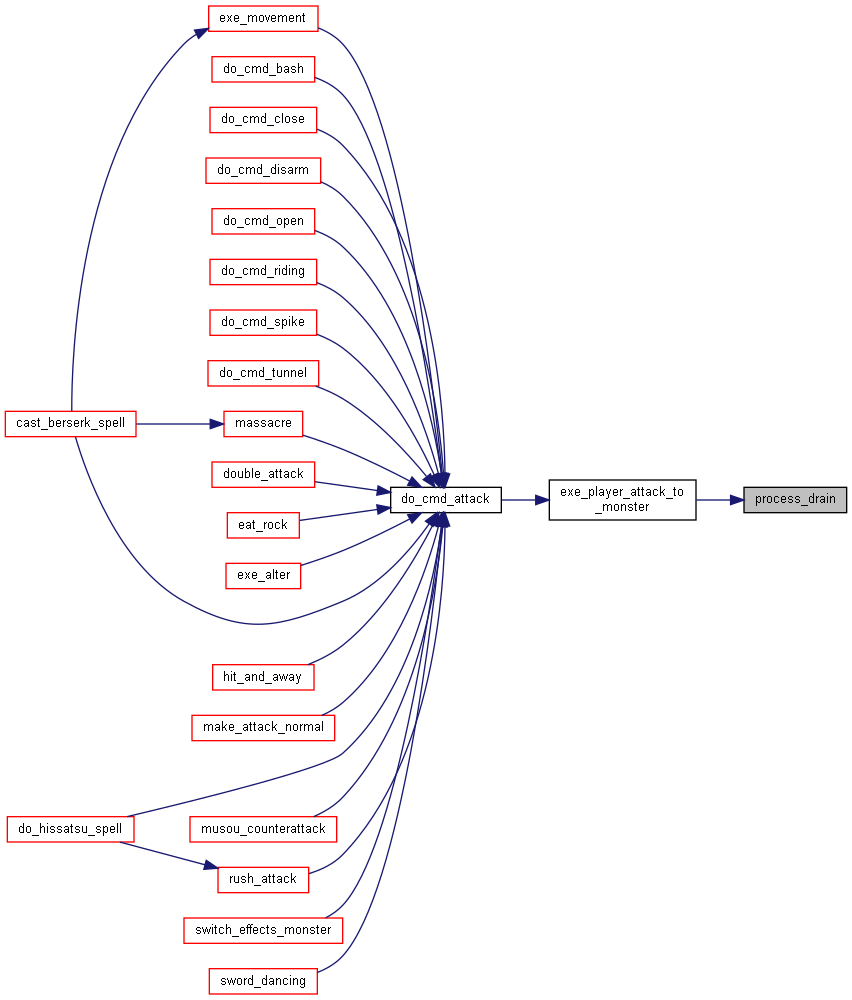 exe_movement
do_cmd_bash
do_cmd_close
do_cmd_disarm
do_cmd_open
do_cmd_riding
do_cmd_spike
do_cmd_tunnel
cast_berserk_spell
massacre
double_attack
do_cmd_attack
exe_player_attack_to
_monster
process_drain
eat_rock
exe_alter
hit_and_away
make_attack_normal
do_hissatsu_spell
musou_counterattack
rush_attack
switch_effects_monster
sword_dancing